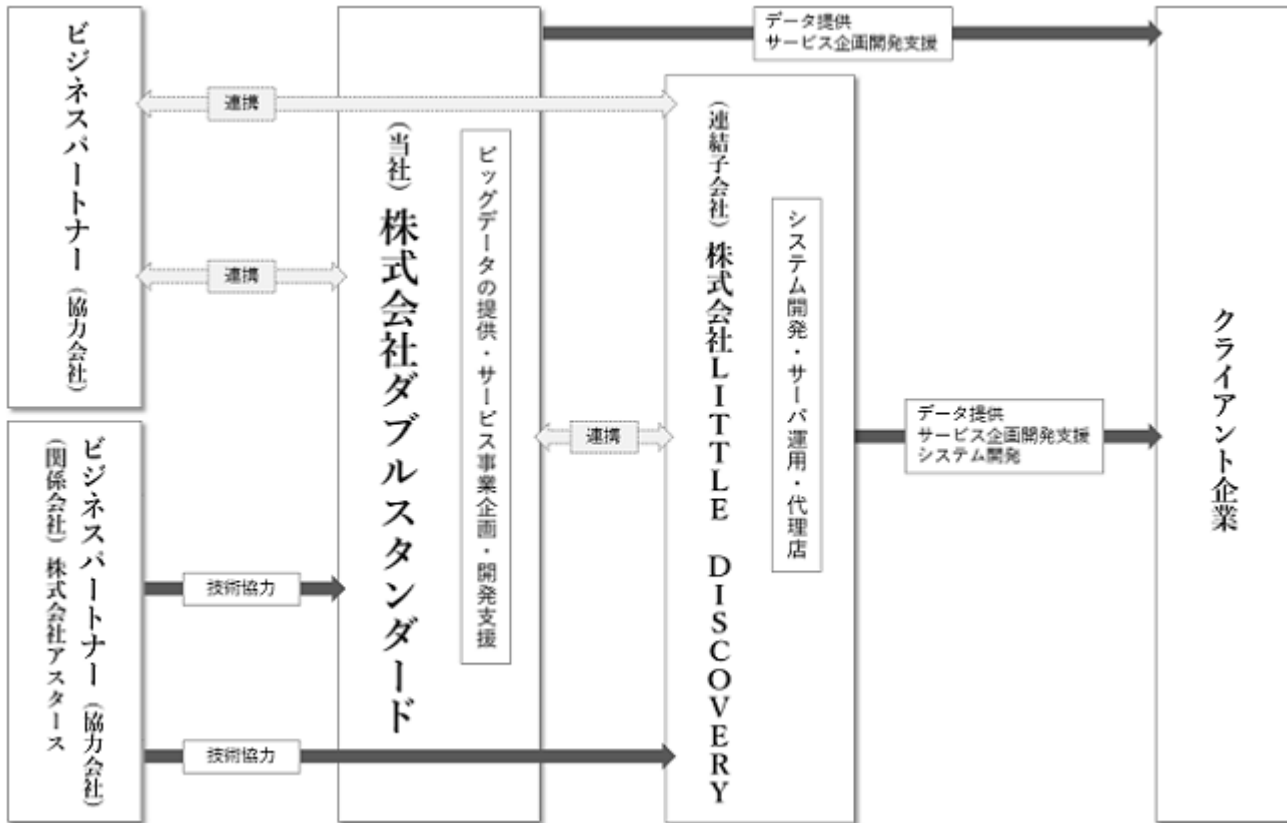 ビジネスパートナー（協力会社）
連携
連携
ビジネスパートナー（協力会社）
（関係会社）株式会社アスタース
技術協力
技術協力
（当社）株式会社ダブルスタンダード
ビッグデータの提供・サービス事業企画・開発支援
連携
（連結子会社）株式会社LITTLE DISCOVERY
システム開発・サーバ運用・代理店
データ提供
サービス企画開発支援
データ提供
サービス企画開発支援
システム開発
クライアント企業